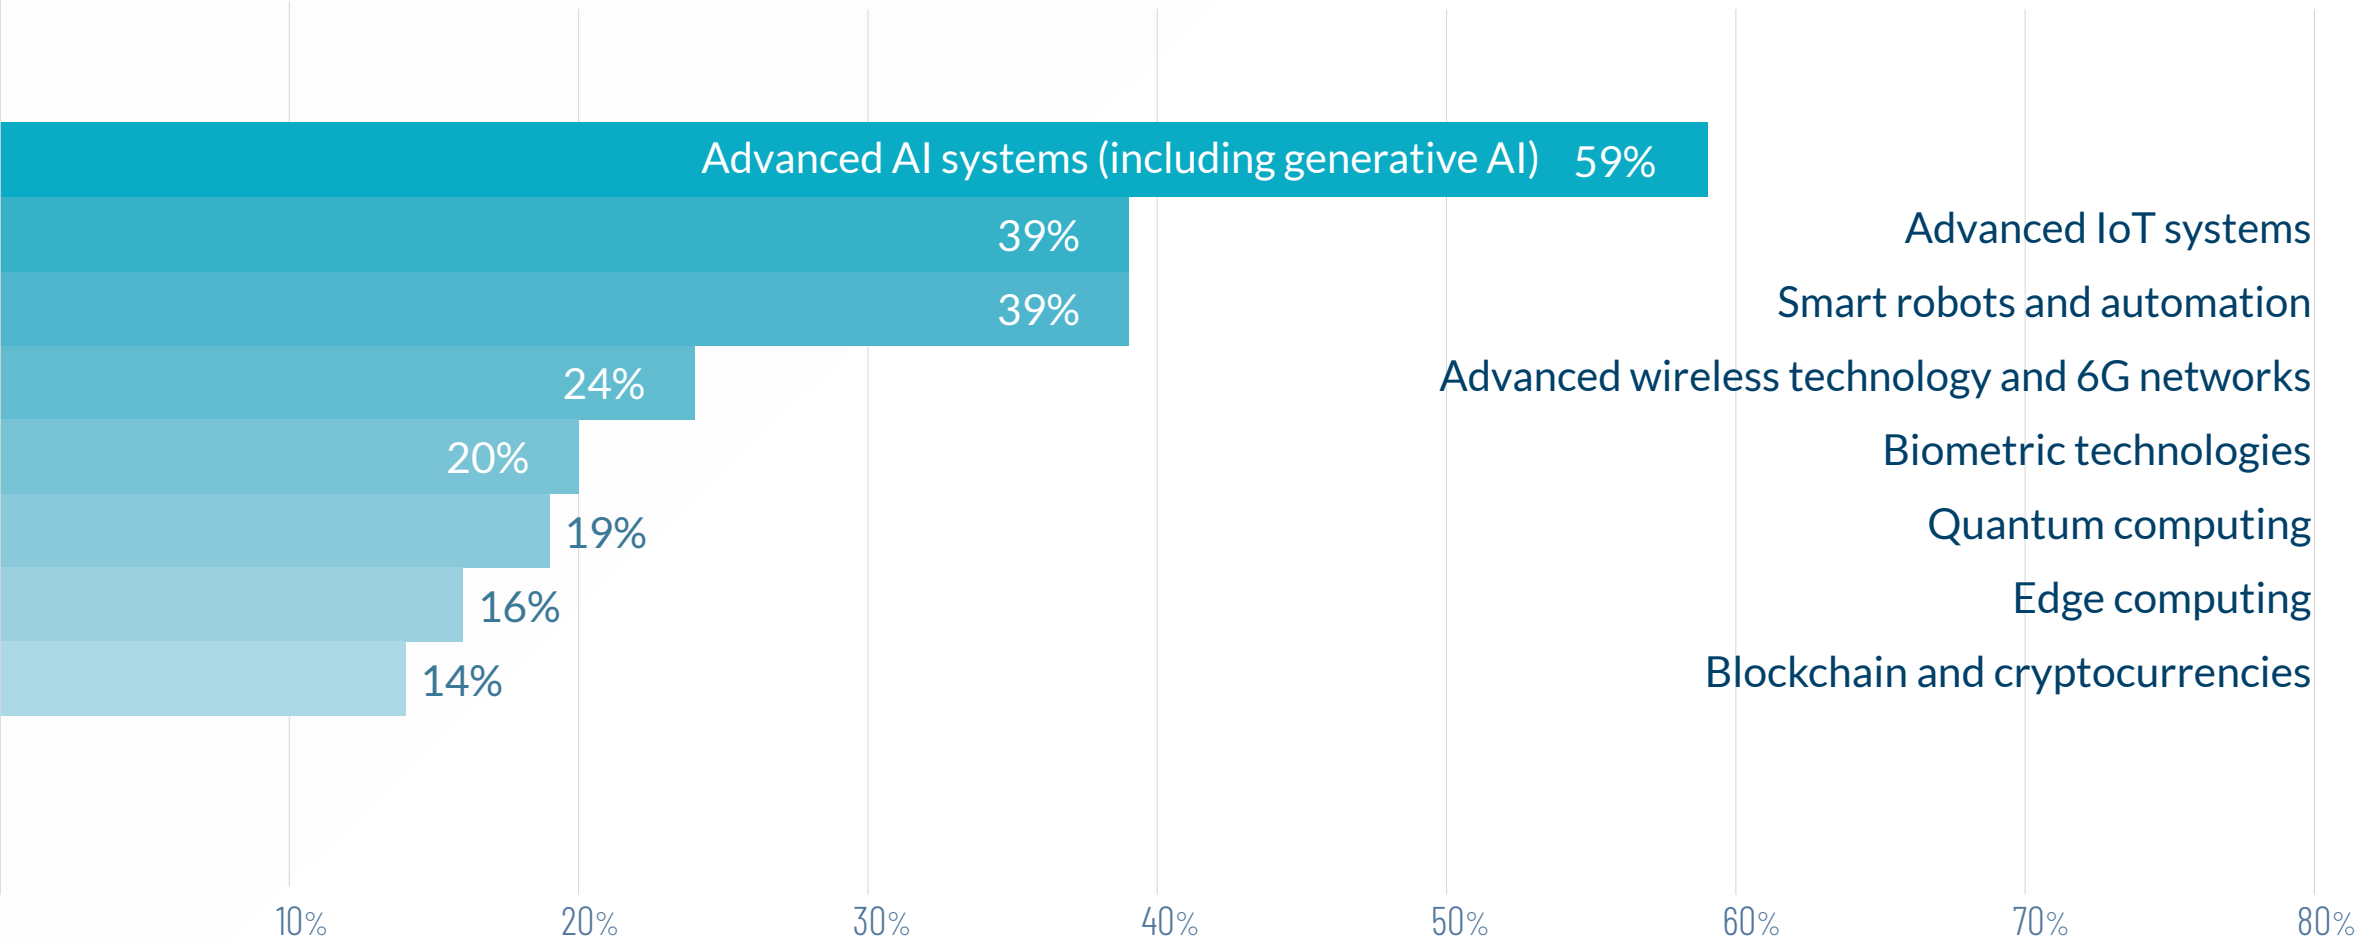 Advanced AI systems (including generative AI) 59%
39% Advanced IoT systems
39% Smart robots and automation
24% Advanced wireless technology and 6G networks
20% Biometric technologies
19% Quantum computing
16% Edge computing
14% Blockchain and cryptocurrencies
10% 20% 30% 40% 50% 60% 70% 80%